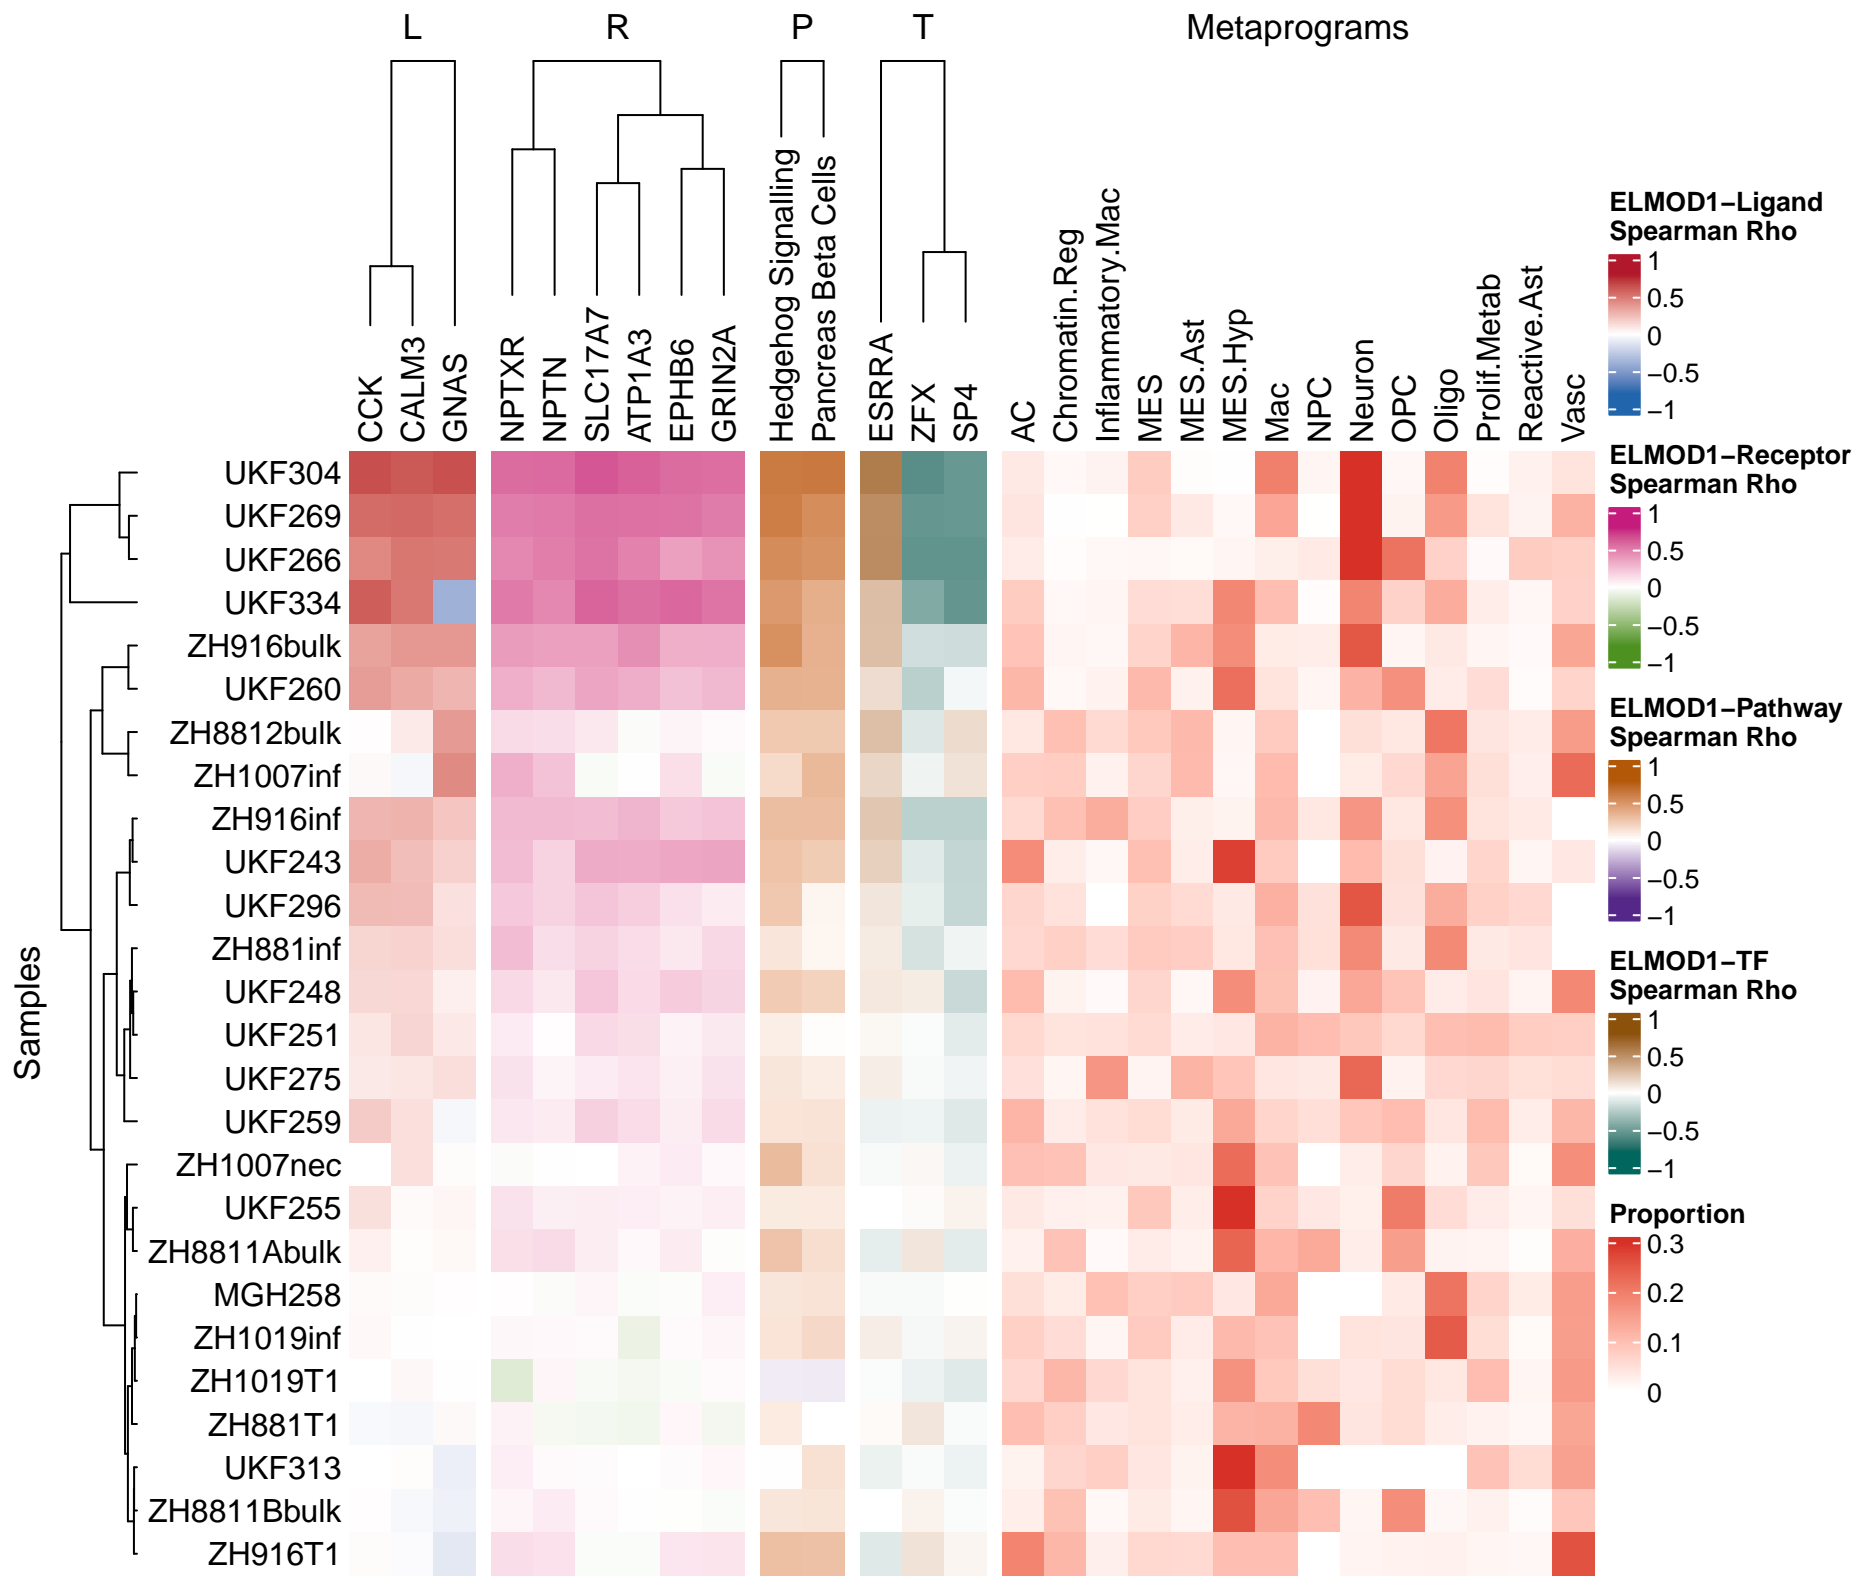 L R P T Metaprograms
CCK CALM3 GNAS NPTXR NPTN SLC17A7 ATP1A3 EPHB6 GRIN2A Hedgehog Signalling Pancreas Beta Cells ESRRA ZFX SP4 AC Chromatin.Reg Inflammatory.Mac MES MES.Ast MES.Hyp Mac NPC Neuron OPC Oligo Prolif.Metab Reactive.Ast Vasc
Samples
UKF304
UKF269
UKF266
UKF334
ZH916bulk
UKF260
ZH8812bulk
ZH1007inf
ZH916inf
UKF243
UKF296
ZH881inf
UKF248
UKF251
UKF275
UKF259
ZH1007nec
UKF255
ZH8811Abulk
MGH258
ZH1019inf
ZH1019T1
ZH881T1
UKF313
ZH8811Bbulk
ZH916T1
ELMOD1−Ligand
Spearman Rho
1
0.5
0
−0.5
−1
ELMOD1−Receptor
Spearman Rho
1
0.5
0
−0.5
−1
ELMOD1−Pathway
Spearman Rho
1
0.5
0
−0.5
−1
ELMOD1−TF
Spearman Rho
1
0.5
0
−0.5
−1
Proportion
0.3
0.2
0.1
0